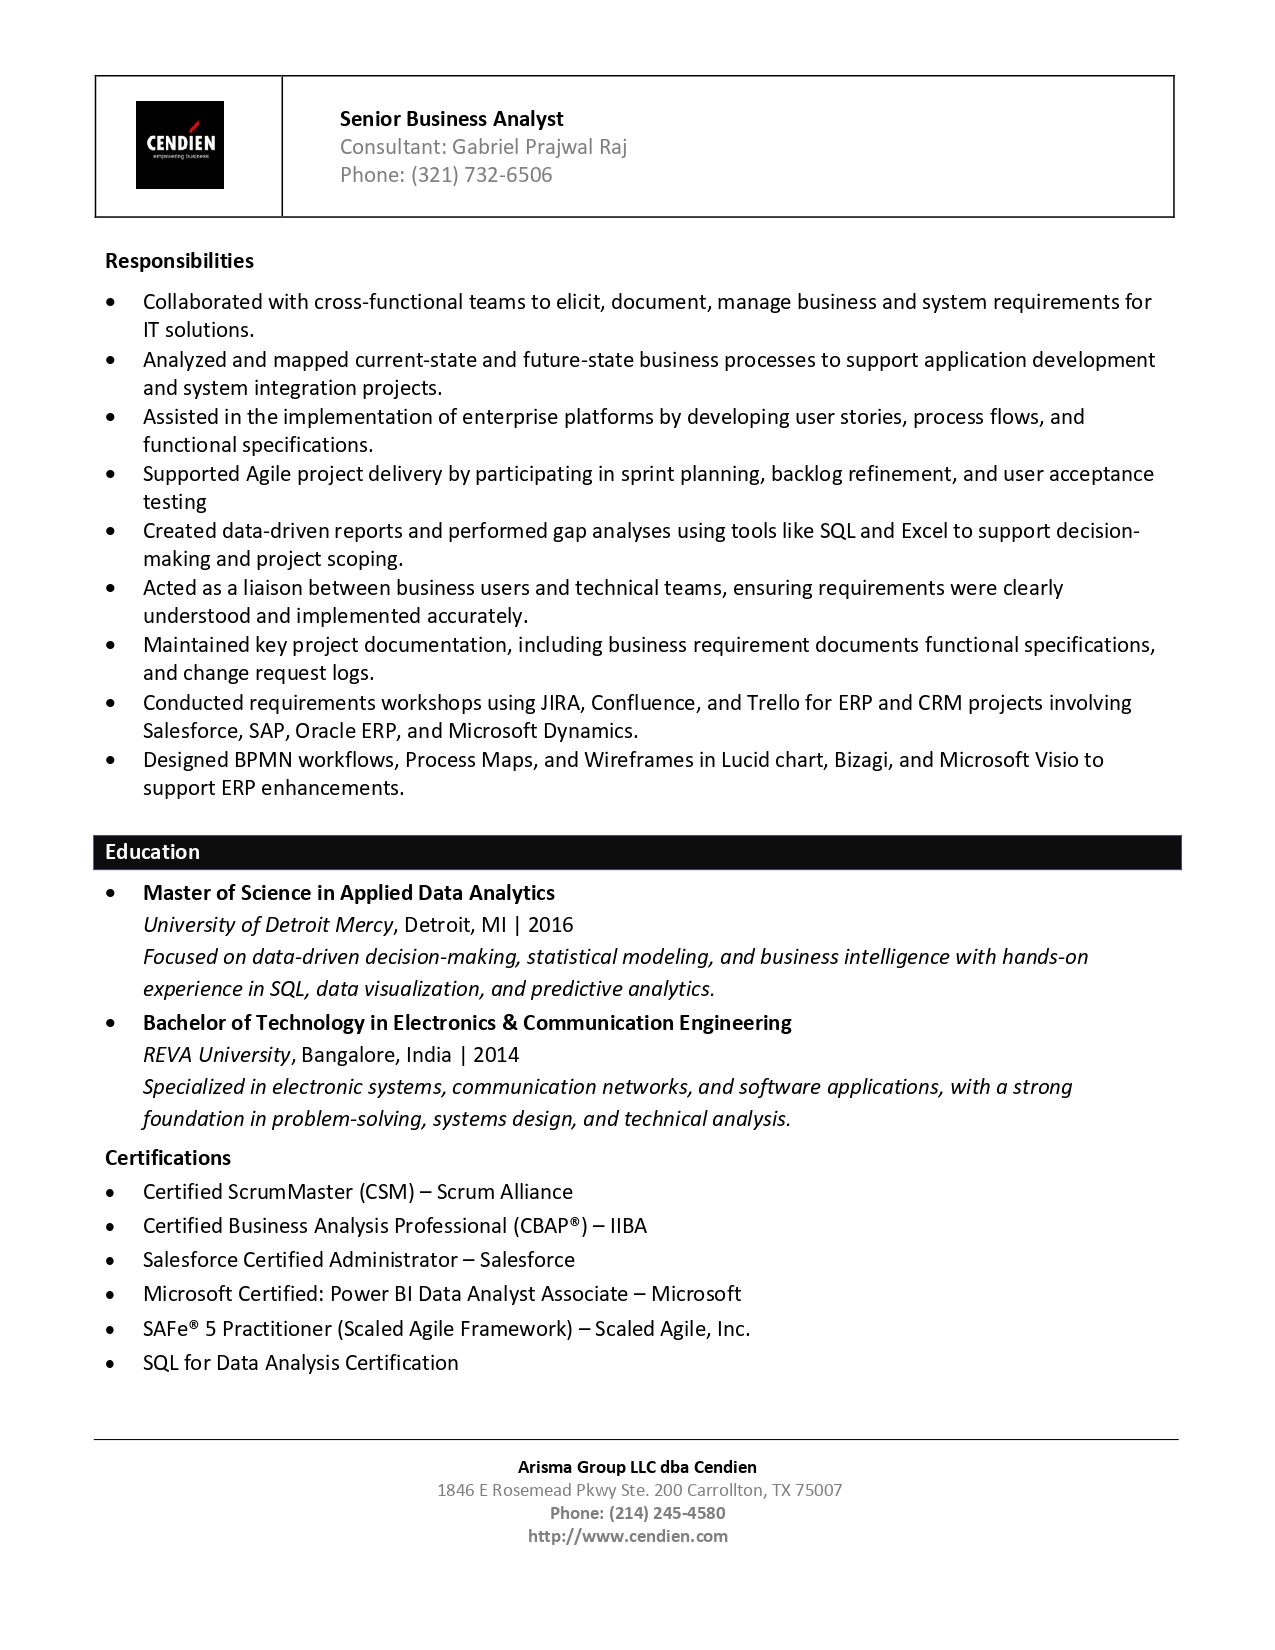 CENDIEN
empowering business
Senior Business Analyst
Consultant: Gabriel Prajwal Raj
Phone: (321) 732-6506
Responsibilities
• Collaborated with cross-functional teams to elicit, document, manage business and system requirements for
IT solutions.
• Analyzed and mapped current-state and future-state business processes to support application development
and system integration projects.
• Assisted in the implementation of enterprise platforms by developing user stories, process flows, and
functional specifications.
• Supported Agile project delivery by participating in sprint planning, backlog refinement, and user acceptance
testing
• Created data-driven reports and performed gap analyses using tools like SQL and Excel to support decision-
making and project scoping.
• Acted as a liaison between business users and technical teams, ensuring requirements were clearly
understood and implemented accurately.
• Maintained key project documentation, including business requirement documents functional specifications,
and change request logs.
• Conducted requirements workshops using JIRA, Confluence, and Trello for ERP and CRM projects involving
Salesforce, SAP, Oracle ERP, and Microsoft Dynamics.
• Designed BPMN workflows, Process Maps, and Wireframes in Lucid chart, Bizagi, and Microsoft Visio to
support ERP enhancements.
Education
• Master of Science in Applied Data Analytics
University of Detroit Mercy, Detroit, MI | 2016
Focused on data-driven decision-making, statistical modeling, and business intelligence with hands-on
experience in SQL, data visualization, and predictive analytics.
• Bachelor of Technology in Electronics & Communication Engineering
REVA University, Bangalore, India | 2014
Specialized in electronic systems, communication networks, and software applications, with a strong
foundation in problem-solving, systems design, and technical analysis.
Certifications
• Certified ScrumMaster (CSM) – Scrum Alliance
• Certified Business Analysis Professional (CBAP®) – IIBA
• Salesforce Certified Administrator – Salesforce
• Microsoft Certified: Power BI Data Analyst Associate – Microsoft
• SAFe® 5 Practitioner (Scaled Agile Framework) – Scaled Agile, Inc.
• SQL for Data Analysis Certification
Arisma Group LLC dba Cendien
1846 E Rosemead Pkwy Ste. 200 Carrollton, TX 75007
Phone: (214) 245-4580
http://www.cendien.com